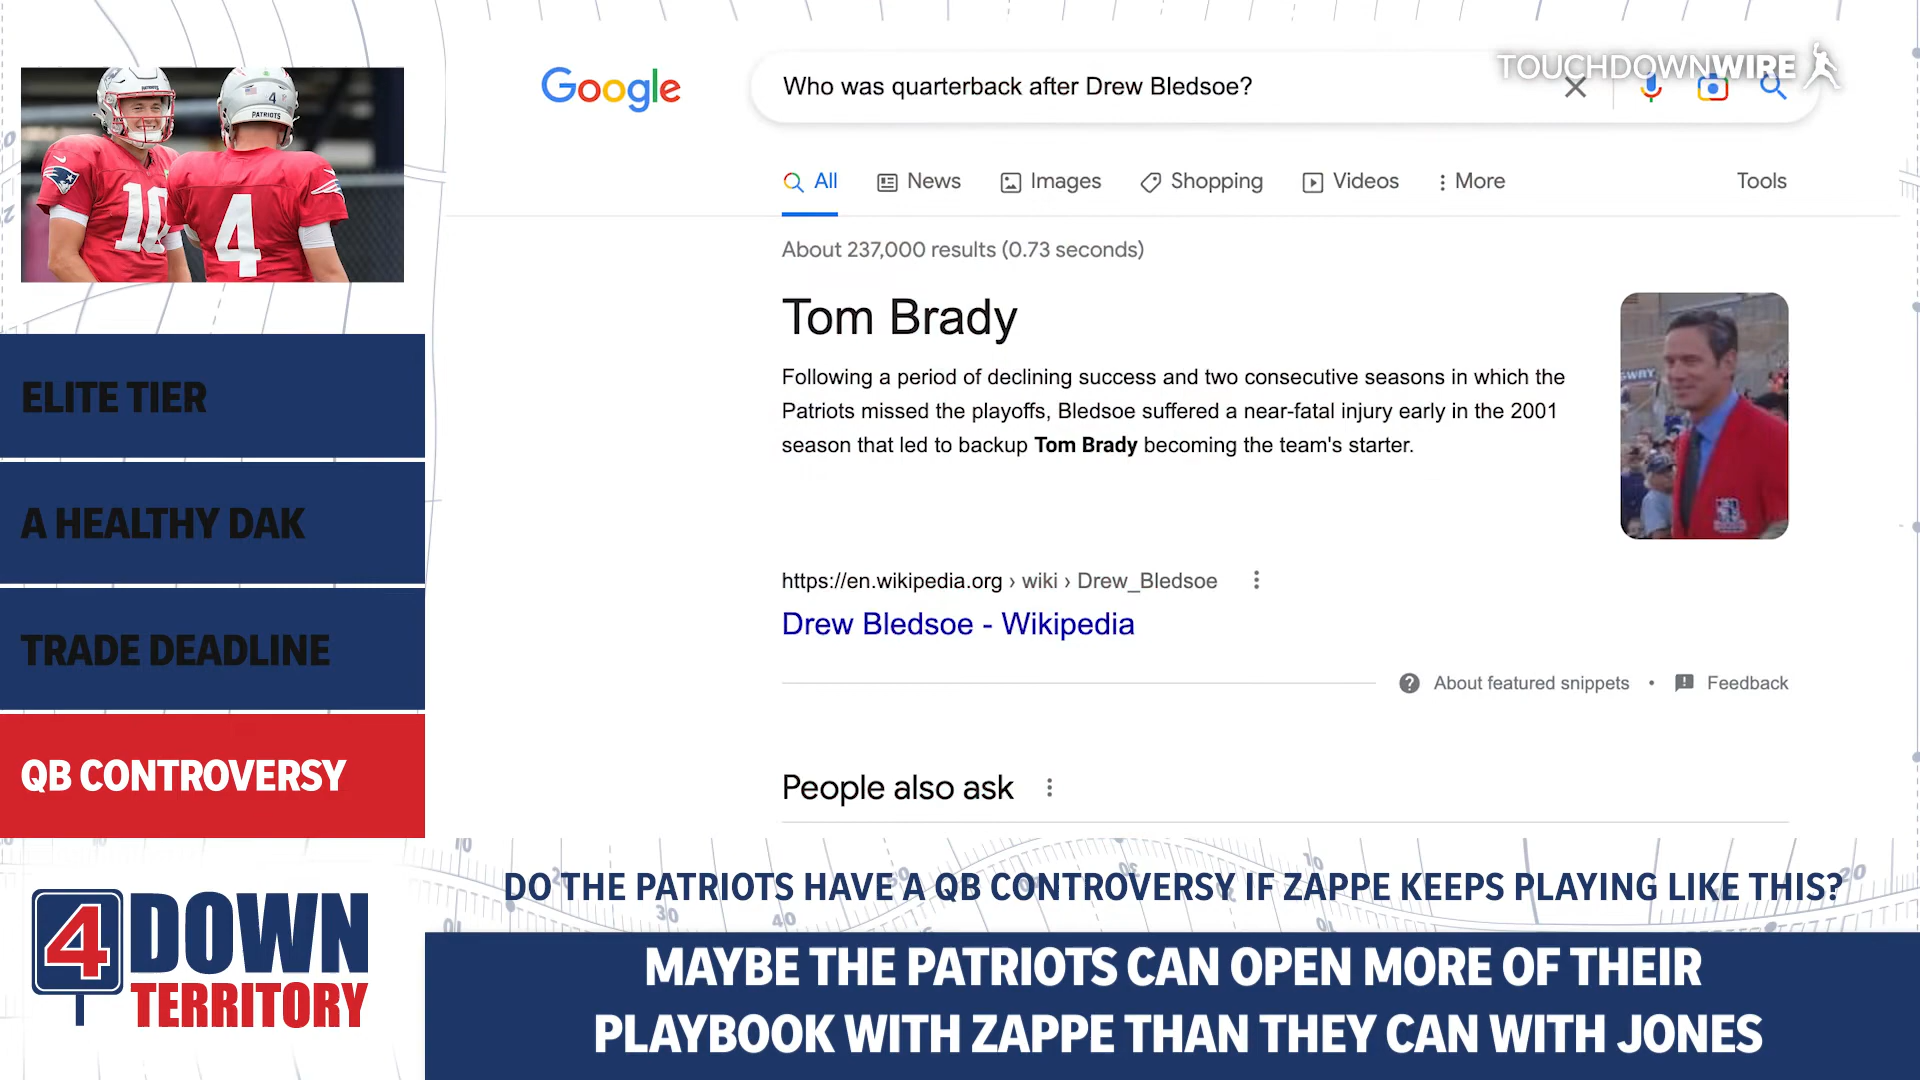 TOUCHDOWNWIRE
Google
Who was quarterback after Drew Bledsoe?
All News Images Shopping Videos More Tools
About 237,000 results (0.73 seconds)
Tom Brady
Following a period of declining success and two consecutive seasons in which the
Patriots missed the playoffs, Bledsoe suffered a near-fatal injury early in the 2001
season that led to backup Tom Brady becoming the team's starter.
https://en.wikipedia.org › wiki › Drew_Bledsoe
Drew Bledsoe - Wikipedia
About featured snippets • Feedback
People also ask
PATRIOTS
10
4
4
PATRIOTS
ELITE TIER
A HEALTHY DAK
TRADE DEADLINE
QB CONTROVERSY
4 DOWN
TERRITORY
DO THE PATRIOTS HAVE A QB CONTROVERSY IF ZAPPE KEEPS PLAYING LIKE THIS?
MAYBE THE PATRIOTS CAN OPEN MORE OF THEIR
PLAYBOOK WITH ZAPPE THAN THEY CAN WITH JONES